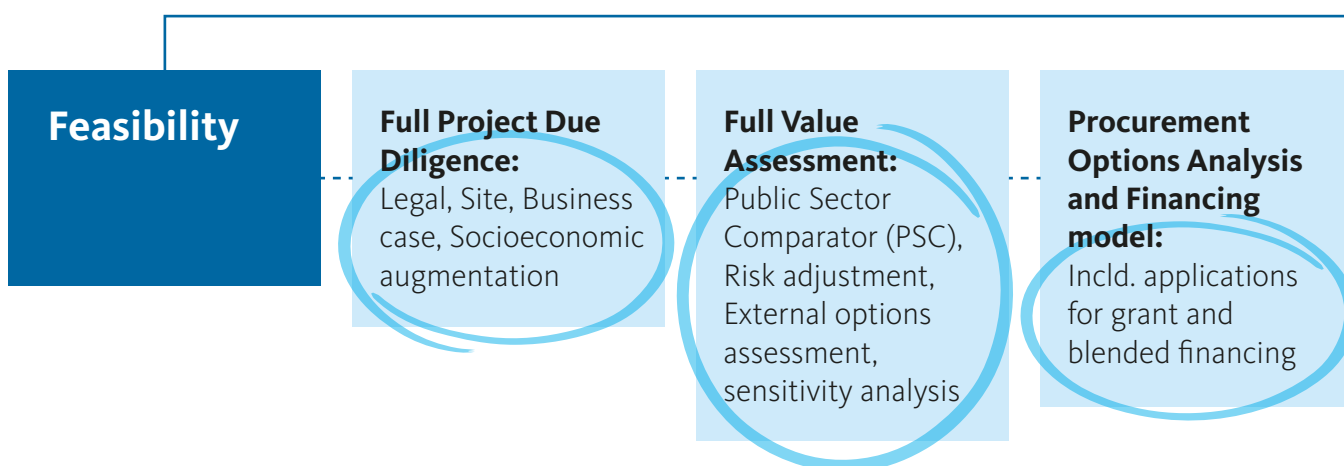 Feasibility
Full Project Due
Diligence:
Legal, Site, Business
case, Socioeconomic
augmentation
Full Value
Assessment:
Public Sector
Comparator (PSC),
Risk adjustment,
External options
assessment,
sensitivity analysis
Procurement
Options Analysis
and Financing
model:
Incld. applications
for grant and
blended financing